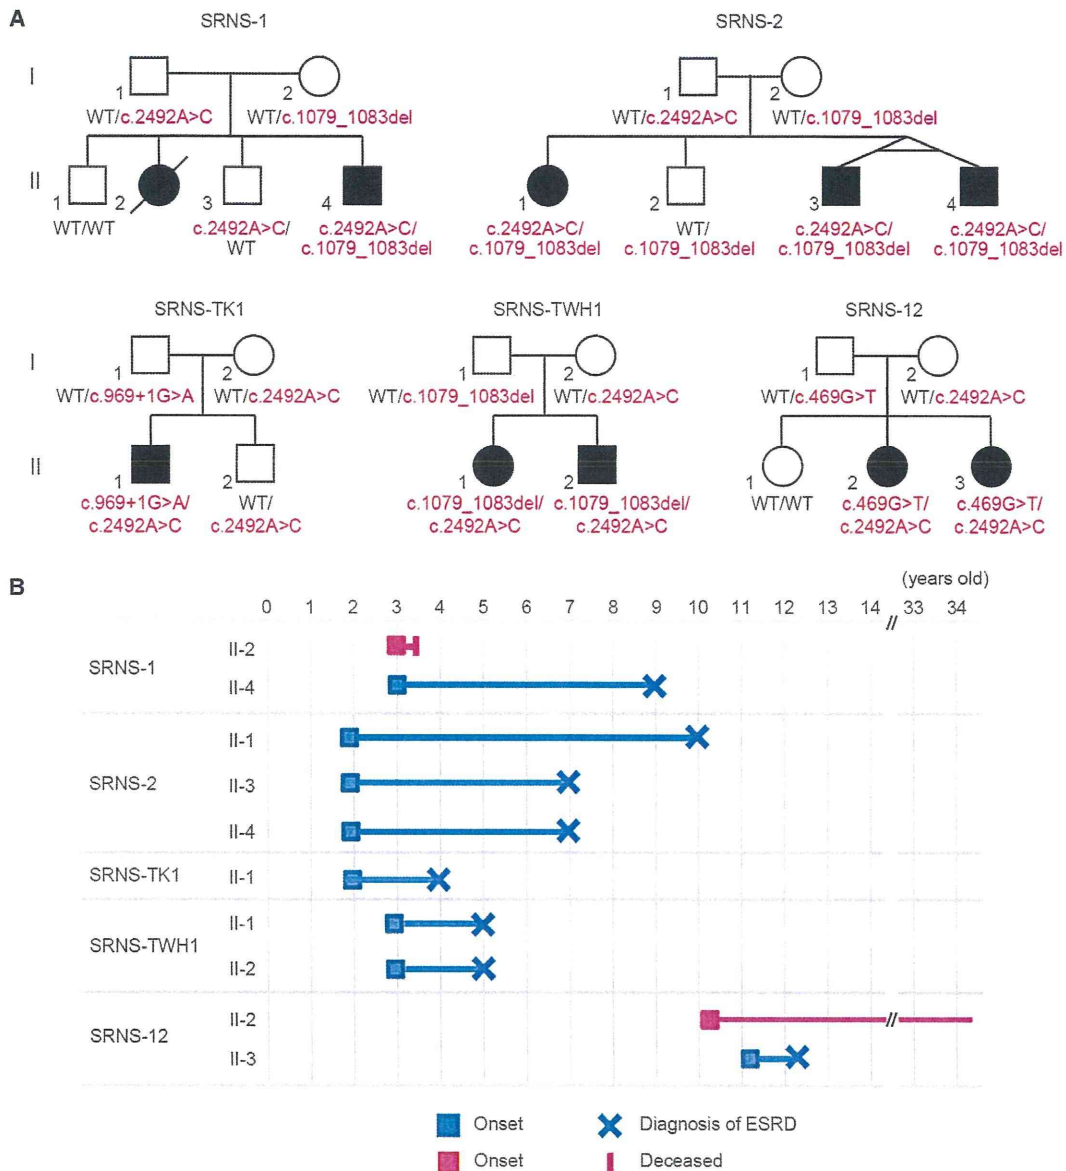 A
SRNS-1 SRNS-2
I
1 2 1 2
WT/c.2492A>C WT/c.1079_1083del WT/c.2492A>C WT/c.1079_1083del
II
1 2 3 4 1 2 3 4
WT/WT c.2492A>C/ c.2492A>C/ c.2492A>C/ WT/ c.2492A>C/ c.2492A>C/
WT c.1079_1083del c.1079_1083del c.1079_1083del c.1079_1083del c.1079_1083del
SRNS-TK1 SRNS-TWH1 SRNS-12
I
1 2 1 2 1 2
WT/c.969+1G>A WT/c.2492A>C WT/c.1079_1083del WT/c.2492A>C WT/c.469G>T WT/c.2492A>C
II
1 2 1 2 1 2 3
c.969+1G>A/ WT/ c.1079_1083del/ c.1079_1083del/ WT/WT c.469G>T/ c.469G>T/
c.2492A>C c.2492A>C c.2492A>C c.2492A>C c.2492A>C c.2492A>C
B
(years old)
0 1 2 3 4 5 6 7 8 9 10 11 12 13 14 // 33 34
SRNS-1
II-2
II-4
SRNS-2
II-1
II-3
II-4
SRNS-TK1 II-1
SRNS-TWH1
II-1
II-2
SRNS-12
II-2 //
II-3
Onset Diagnosis of ESRD
Onset Deceased